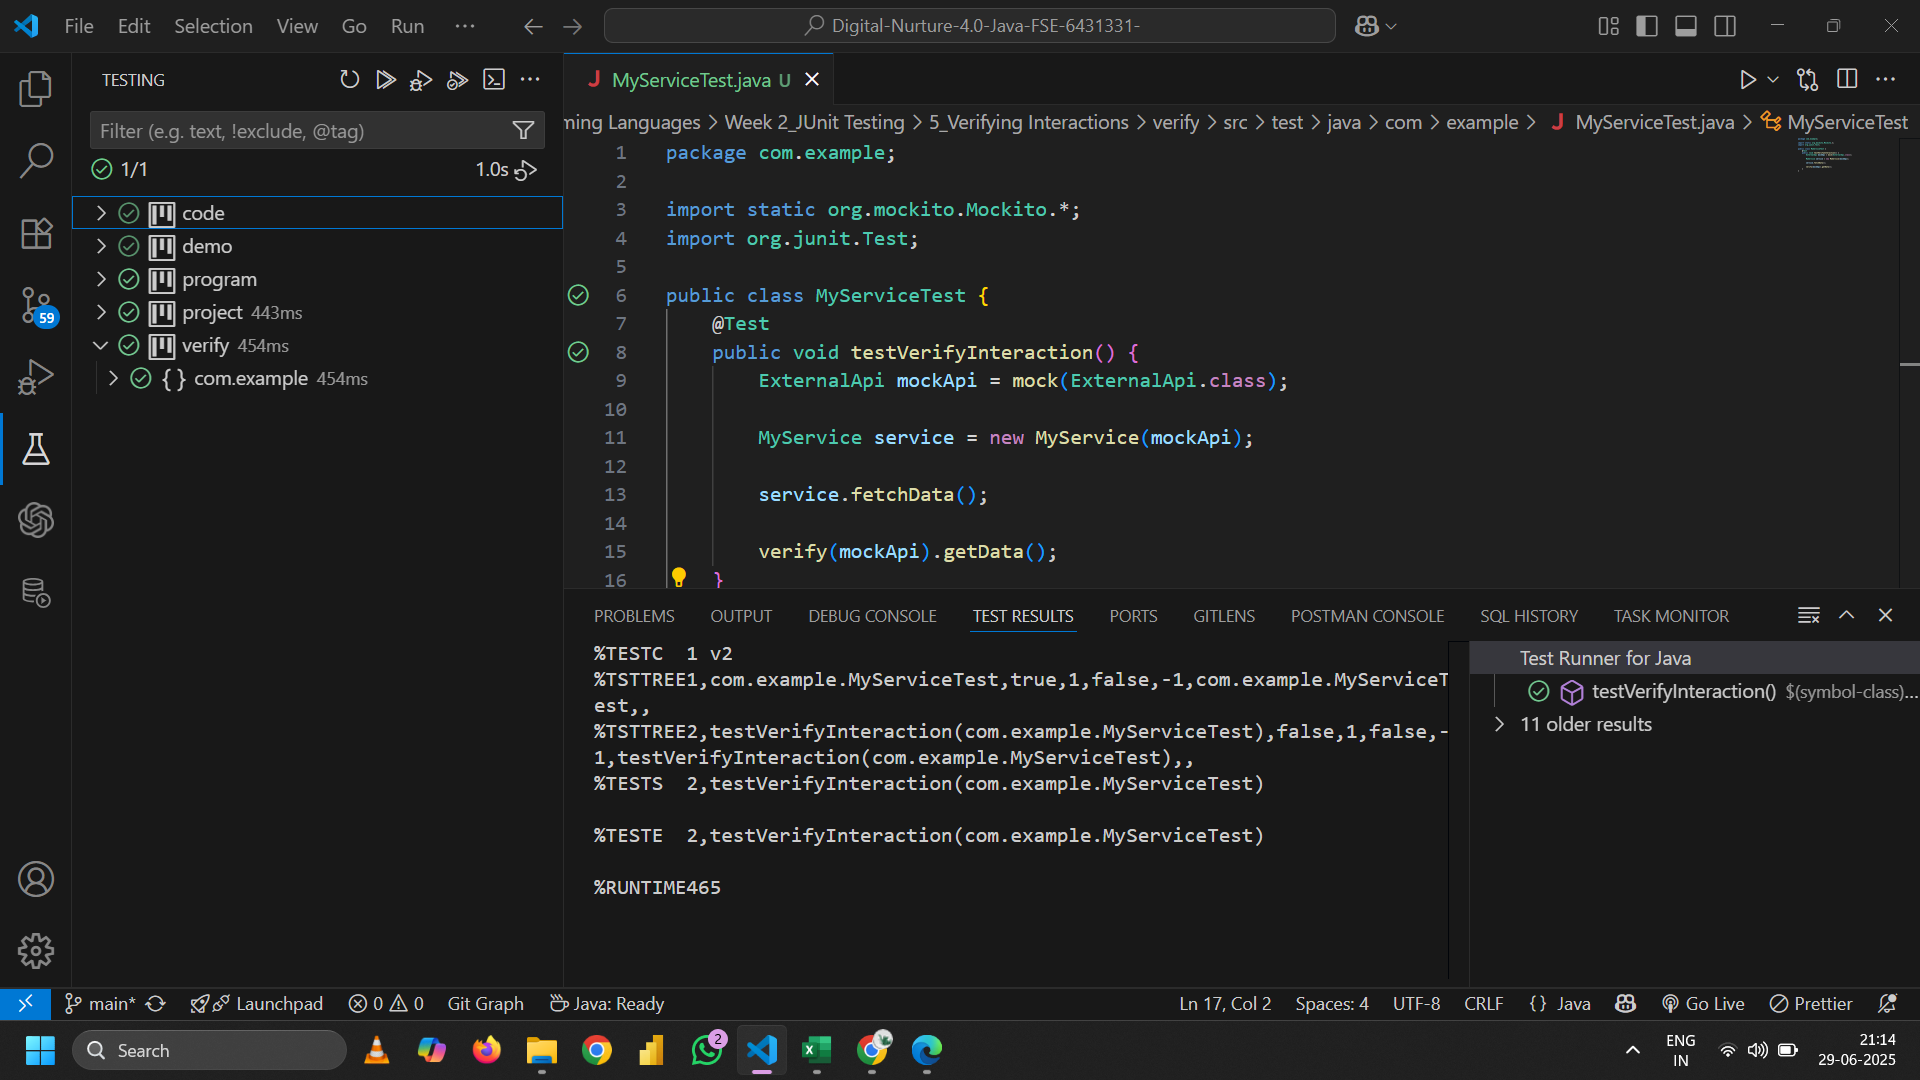 File Edit Selection View Go Run ···
Digital-Nurture-4.0-Java-FSE-6431331-
TESTING
Filter (e.g. text, !exclude, @tag)
1/1
1.0s
code
demo
program
project 443ms
verify 454ms
{ } com.example 454ms
59
J MyServiceTest.java U
ming Languages > Week 2_JUnit Testing > 5_Verifying Interactions > verify > src > test > java > com > example > J MyServiceTest.java > MyServiceTest
1 package com.example;
2
3 import static org.mockito.Mockito.*;
4 import org.junit.Test;
5
6 public class MyServiceTest {
7 @Test
8 public void testVerifyInteraction() {
9 ExternalApi mockApi = mock(ExternalApi.class);
10
11 MyService service = new MyService(mockApi);
12
13 service.fetchData();
14
15 verify(mockApi).getData();
16 }
PROBLEMS OUTPUT DEBUG CONSOLE TEST RESULTS PORTS GITLENS POSTMAN CONSOLE SQL HISTORY TASK MONITOR
%TESTC 1 v2
%TSTTREE1,com.example.MyServiceTest,true,1,false,-1,com.example.MyServiceT
est,,
%TSTTREE2,testVerifyInteraction(com.example.MyServiceTest),false,1,false,-
1,testVerifyInteraction(com.example.MyServiceTest),,
%TESTS 2,testVerifyInteraction(com.example.MyServiceTest)
%TESTE 2,testVerifyInteraction(com.example.MyServiceTest)
%RUNTIME465
Test Runner for Java
testVerifyInteraction() $(symbol-class)...
11 older results
main* Launchpad 0 0 Git Graph Java: Ready
Ln 17, Col 2 Spaces: 4 UTF-8 CRLF { } Java Go Live Prettier
Search
2
ENG
IN
21:14
29-06-2025